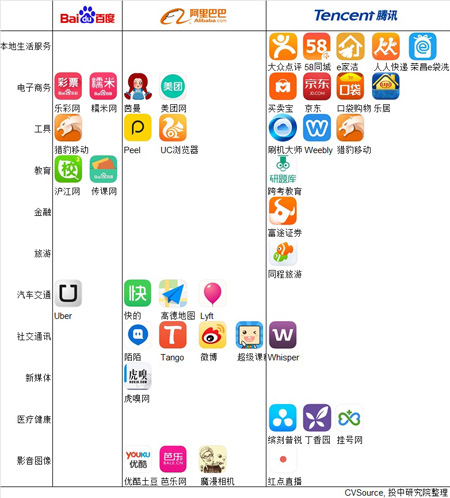 Bai 百度 阿里巴巴 Alibaba.com Tencent 腾讯
本地生活服务
58
大众点评 58同城 e家洁 人人快递 荣昌e袋洗
电子商务
彩票 糯米 美团 京东 JD.COM 口袋
乐彩网 糯米网 茵曼 美团网 买卖宝 京东 口袋购物 乐居
工具
猎豹移动 Peel UC浏览器 刷机大师 Weebly 猎豹移动
教育
校 研题库
沪江网 传课网 跨考教育
金融
富途证券
旅游
同程旅游
汽车交通
快
Uber 快的 高德地图 Lyft
社交通讯
陌陌 Tango 微博 超级课程 Whisper
新媒体
虎嗅
虎嗅网
医疗健康
缤刻普锐 丁香园 挂号网
影音图像
YOUKU 优酷 芭乐 BALE.CN
优酷土豆 芭乐网 魔漫相机 红点直播
CVSource, 投中研究院整理